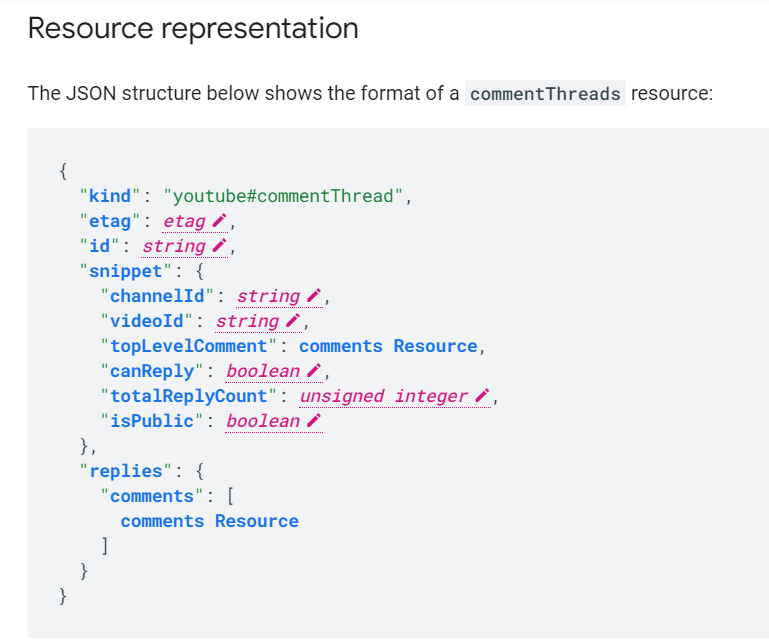 Resource representation
The JSON structure below shows the format of a commentThreads resource:
{
  "kind": "youtube#commentThread",
  "etag": etag,
  "id": string,
  "snippet": {
    "channelId": string,
    "videoId": string,
    "topLevelComment": comments Resource,
    "canReply": boolean,
    "totalReplyCount": unsigned integer,
    "isPublic": boolean
  },
  "replies": {
    "comments": [
      comments Resource
    ]
  }
}